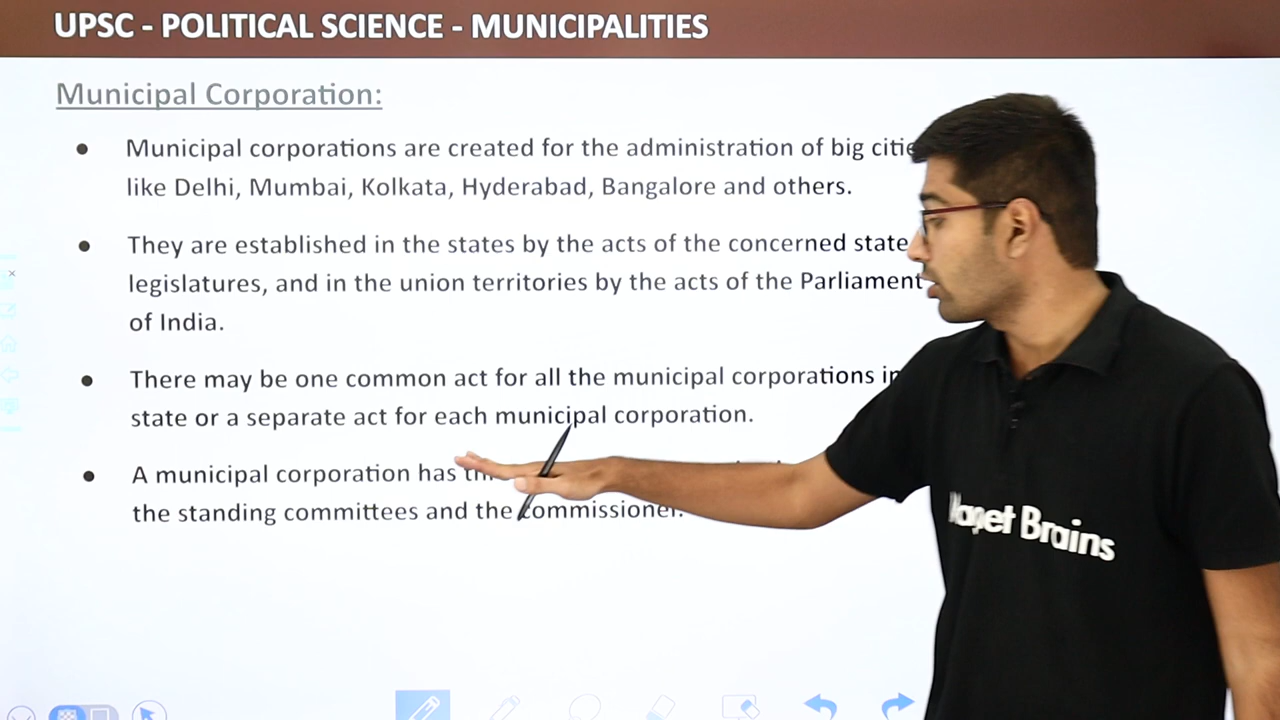 UPSC - POLITICAL SCIENCE - MUNICIPALITIES
Municipal Corporation:
• Municipal corporations are created for the administration of big citie
like Delhi, Mumbai, Kolkata, Hyderabad, Bangalore and others.
• They are established in the states by the acts of the concerned state
legislatures, and in the union territories by the acts of the Parliament
of India.
• There may be one common act for all the municipal corporations in
state or a separate act for each municipal corporation.
• A municipal corporation has
the standing committees and the commissioner.
Magnet Brains